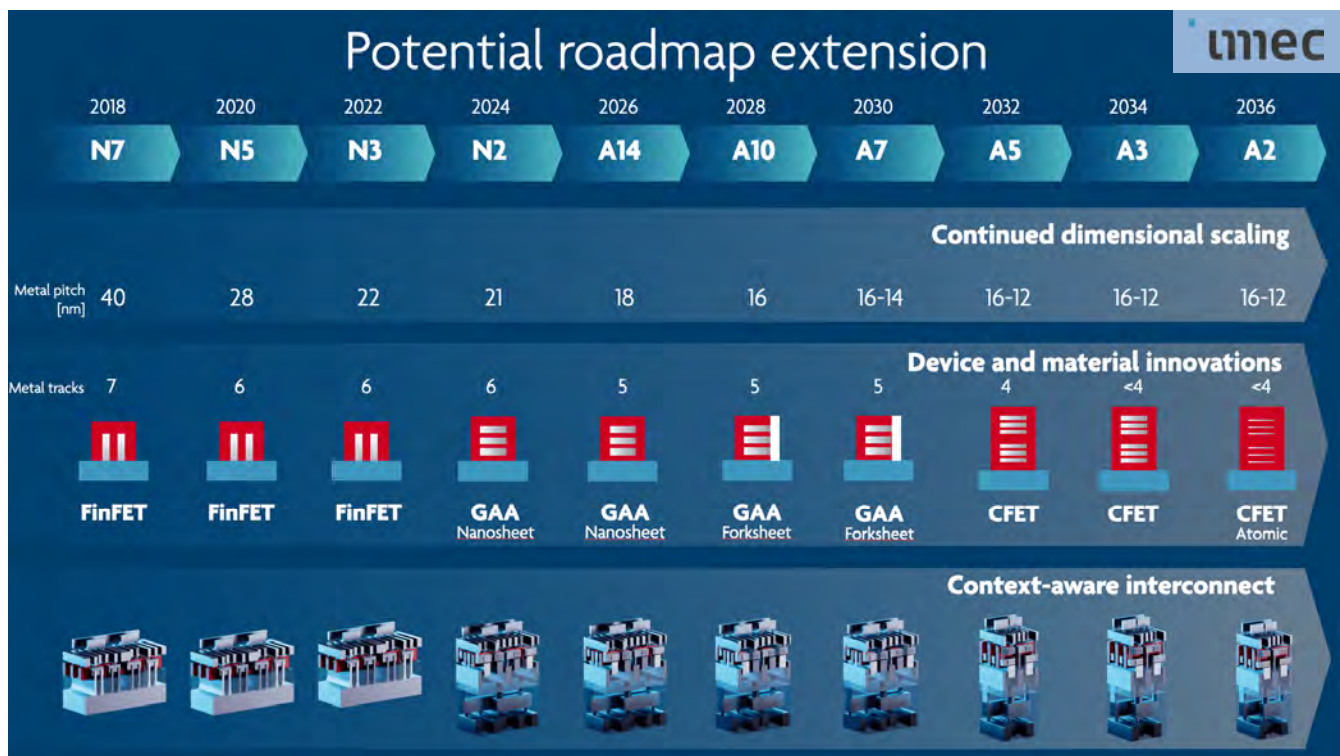 Potential roadmap extension
imec
2018 2020 2022 2024 2026 2028 2030 2032 2034 2036
N7 N5 N3 N2 A14 A10 A7 A5 A3 A2
Continued dimensional scaling
Metal pitch
[nm]
40 28 22 21 18 16 16-14 16-12 16-12 16-12
Device and material innovations
Metal tracks 7 6 6 6 5 5 5 4 <4 <4
FinFET FinFET FinFET GAA GAA GAA GAA CFET CFET CFET
Nanosheet Nanosheet Forksheet Forksheet Atomic
Context-aware interconnect